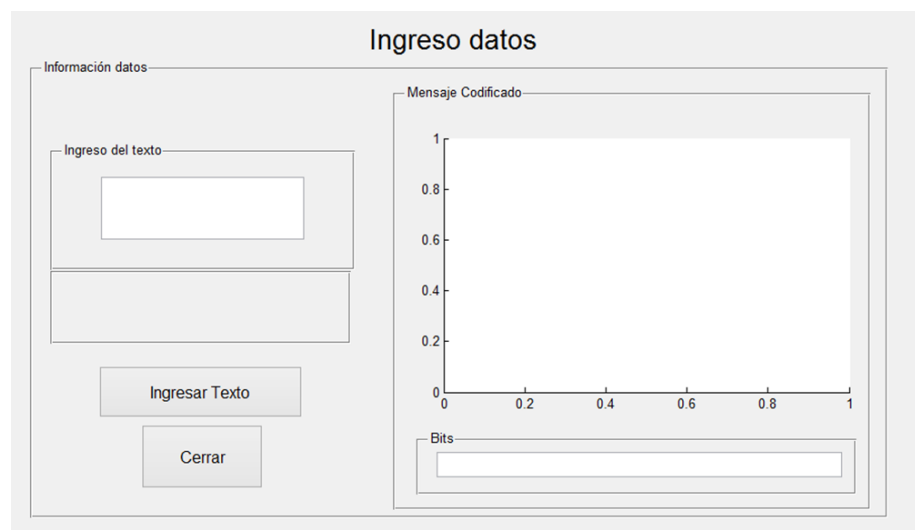 Ingreso datos
Información datos
Mensaje Codificado
Ingreso del texto
1
0.8
0.6
0.4
0.2
0
0 0.2 0.4 0.6 0.8 1
Ingresar Texto
Cerrar
Bits